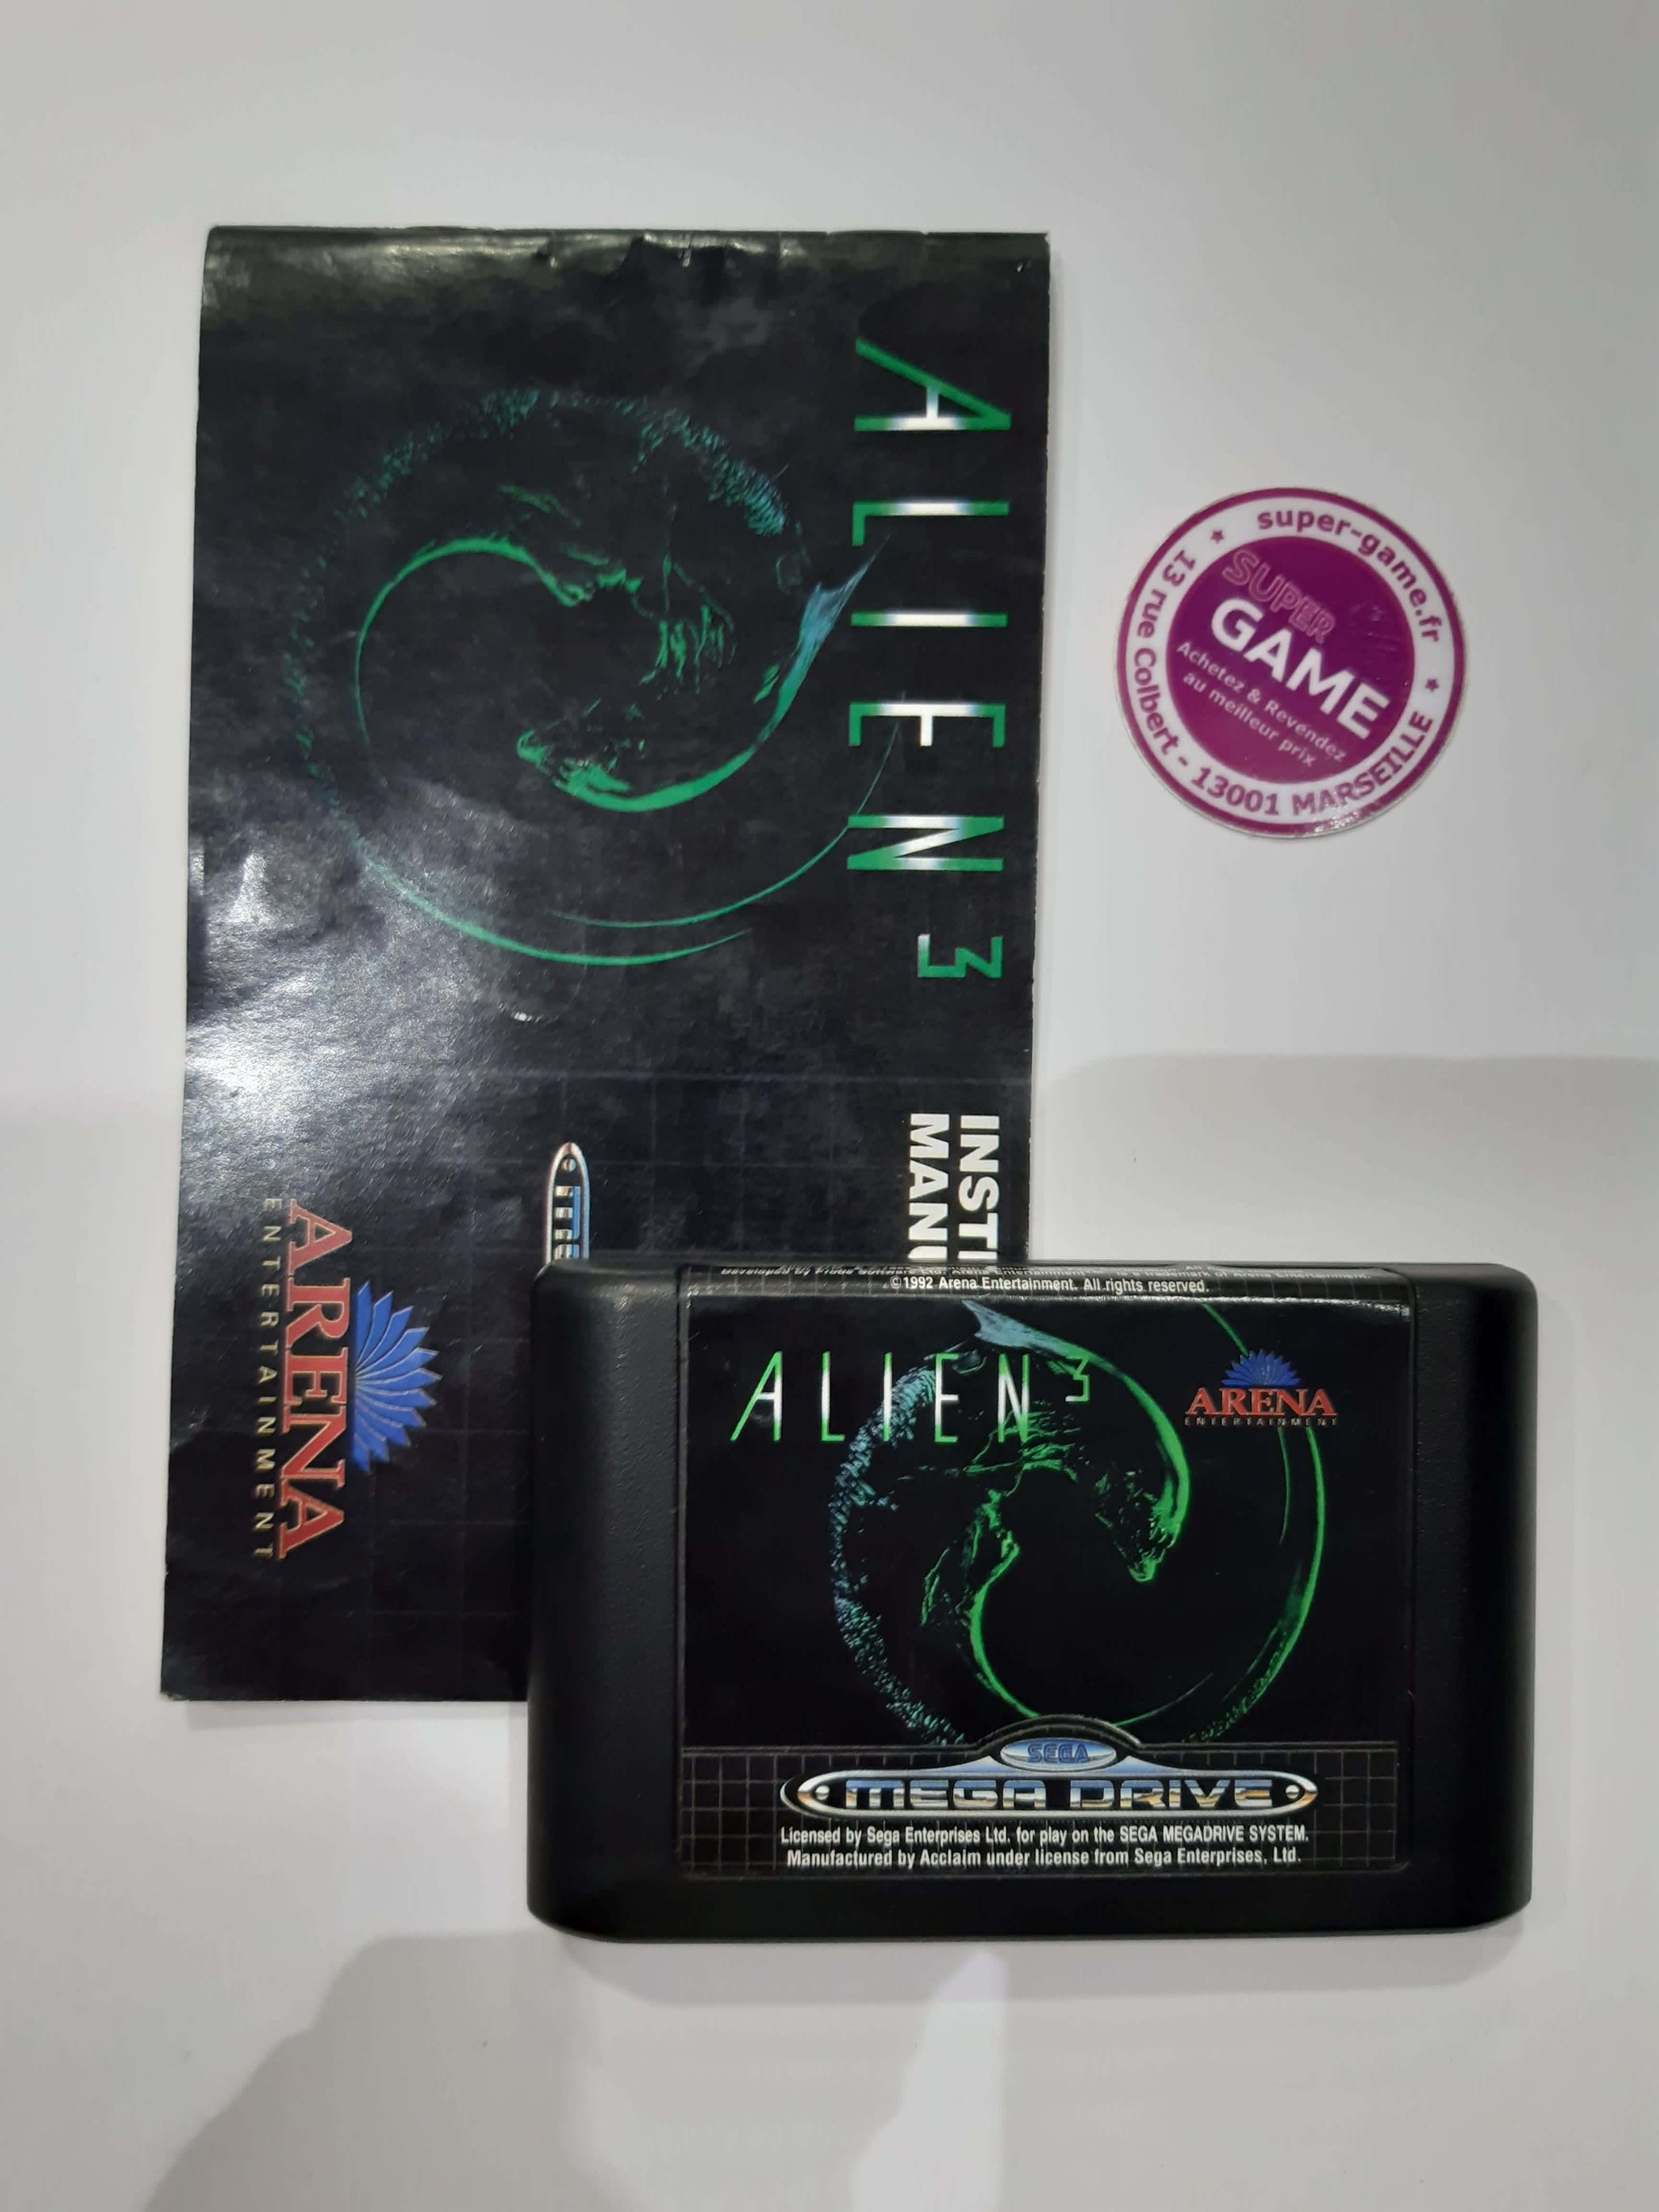 ALIEN 3
INST
MANU
ARENA
ENTERTAINMENT
super-game.fr
SUPER
GAME
Achetez & Revendez
au meilleur prix
13 rue Colbert - 13001 MARSEILLE
©1992 Arena Entertainment. All rights reserved.
ALIEN 3
ARENA
ENTERTAINMENT
SEGA
MEGA DRIVE
Licensed by Sega Enterprises Ltd. for play on the SEGA MEGADRIVE SYSTEM.
Manufactured by Acclaim under license from Sega Enterprises, Ltd.